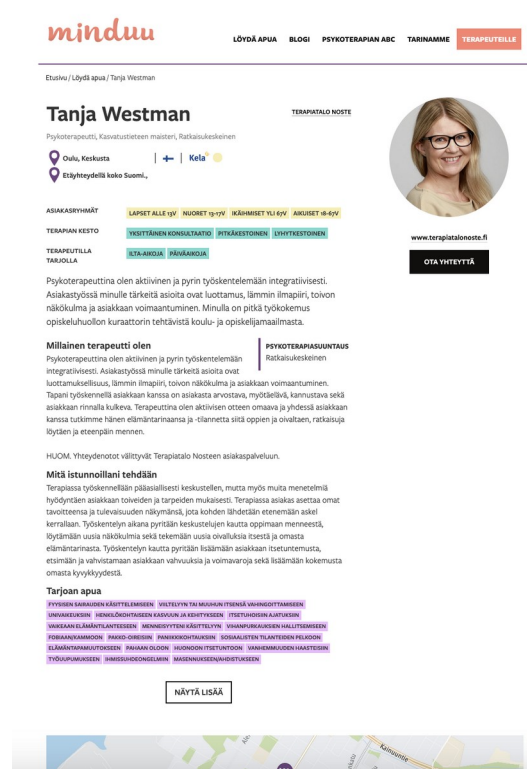 minduu
LÖYDÄ APUA BLOGI PSYKOTERAPIAN ABC TARINAMME TERAPEUTEILLE
Etusivu / Löydä apua / Tanja Westman
Tanja Westman
TERAPIATALO NOSTE
Psykoterapeutti, Kasvatustieteen maisteri, Ratkaisukeskeinen
Oulu, Keskusta
Kela
Etäyhteydellä koko Suomi.,
ASIAKASRYHMÄT LAPSET ALLE 13V NUORET 13-17V IKÄIHMISET YLI 67V AIKUISET 18-67V
TERAPIAN KESTO YKSITTÄINEN KONSULTAATIO PITKÄKESTOINEN LYHYTKESTOINEN
TERAPEUTILLA TARJOLLA ILTA-AIKOJA PÄIVÄAIKOJA
www.terapiatalonoste.fi
OTA YHTEYTTÄ
Psykoterapeuttina olen aktiivinen ja pyrin työskentelemään integratiivisesti.
Asiakastyössä minulle tärkeitä asioita ovat luottamus, lämmin ilmapiiri, toivon
näkökulma ja asiakkaan voimaantuminen. Minulla on pitkä työkokemus
opiskeluhuollon kuraattorin tehtävistä koulu- ja opiskelijamaailmasta.
Millainen terapeutti olen
PSYKOTERAPIASUUNTAUS
Ratkaisukeskeinen
Psykoterapeuttina olen aktiivinen ja pyrin työskentelemään
integratiivisesti. Asiakastyössä minulle tärkeitä asioita ovat
luottamuksellisuus, lämmin ilmapiiri, toivon näkökulma ja asiakkaan voimaantuminen.
Tapani työskennellä asiakkaan kanssa on asiakasta arvostava, myötäelävä, kannustava sekä
asiakkaan rinnalla kulkeva. Terapeuttina olen aktiivisen otteen omaava ja yhdessä asiakkaan
kanssa tutkimme hänen elämäntarinaansa ja -tilannetta siitä oppien ja oivaltaen, ratkaisuja
löytäen ja eteenpäin mennen.
HUOM. Yhteydenotot välittyvät Terapiatalo Nosteen asiakaspalveluun.
Mitä istunnoillani tehdään
Terapiassa työskennellään pääasiallisesti keskustellen, mutta myös muita menetelmiä
hyödyntäen asiakkaan toiveiden ja tarpeiden mukaisesti. Terapiassa asiakas asettaa omat
tavoitteensa ja tulevaisuuden näkymänsä, jota kohden lähdetään etenemään askel
kerrallaan. Työskentelyn aikana pyritään keskustelujen kautta oppimaan menneestä,
löytämään uusia näkökulmia sekä tekemään uusia oivalluksia itsestä ja omasta
elämäntarinasta. Työskentelyn kautta pyritään lisäämään asiakkaan itsetuntemusta,
etsimään ja vahvistamaan asiakkaan vahvuuksia ja voimavaroja sekä lisäämään kokemusta
omasta kyvykkyydestä.
Tarjoan apua
FYYSISEN SAIRAUDEN KÄSITTELEMISEEN VIILTELYYN TAI MUUHUN ITSENSÄ VAHINGOITTAMISEEN
UNIVAIKEUKSIIN HENKILÖKOHTAISEEN KASVUUN JA KEHITYKSEEN ITSETUHOISIIN AJATUKSIIN
VAIKEAAN ELÄMÄNTILANTEESEEN MENNEISYYTENI KÄSITTELYYN VIHANPURKAUKSIEN HALLITSEMISEEN
FOBIAAN/KAMMOON PAKKO-OIREISIIN PANIIKKIKOHTAUKSIIN SOSIAALISTEN TILANTEIDEN PELKOON
ELÄMÄNTAPAMUUTOKSEEN PAHAAN OLOON HUONOON ITSETUNTOON VANHEMMUUDEN HAASTEISIIN
TYÖUUPUMUKSEEN IHMISSUHDEONGELMIIN MASENNUKSEEN/AHDISTUKSEEN
NÄYTÄ LISÄÄ
Kainuuntie